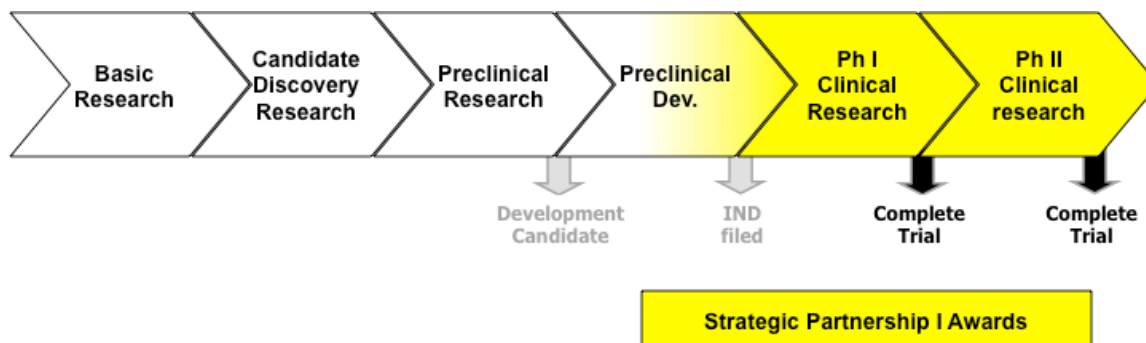 Basic
Research
Candidate
Discovery
Research
Preclinical
Research
Preclinical
Dev.
Ph I
Clinical
Research
Ph II
Clinical
research
Development
Candidate
IND
filed
Complete
Trial
Complete
Trial
Strategic Partnership I Awards